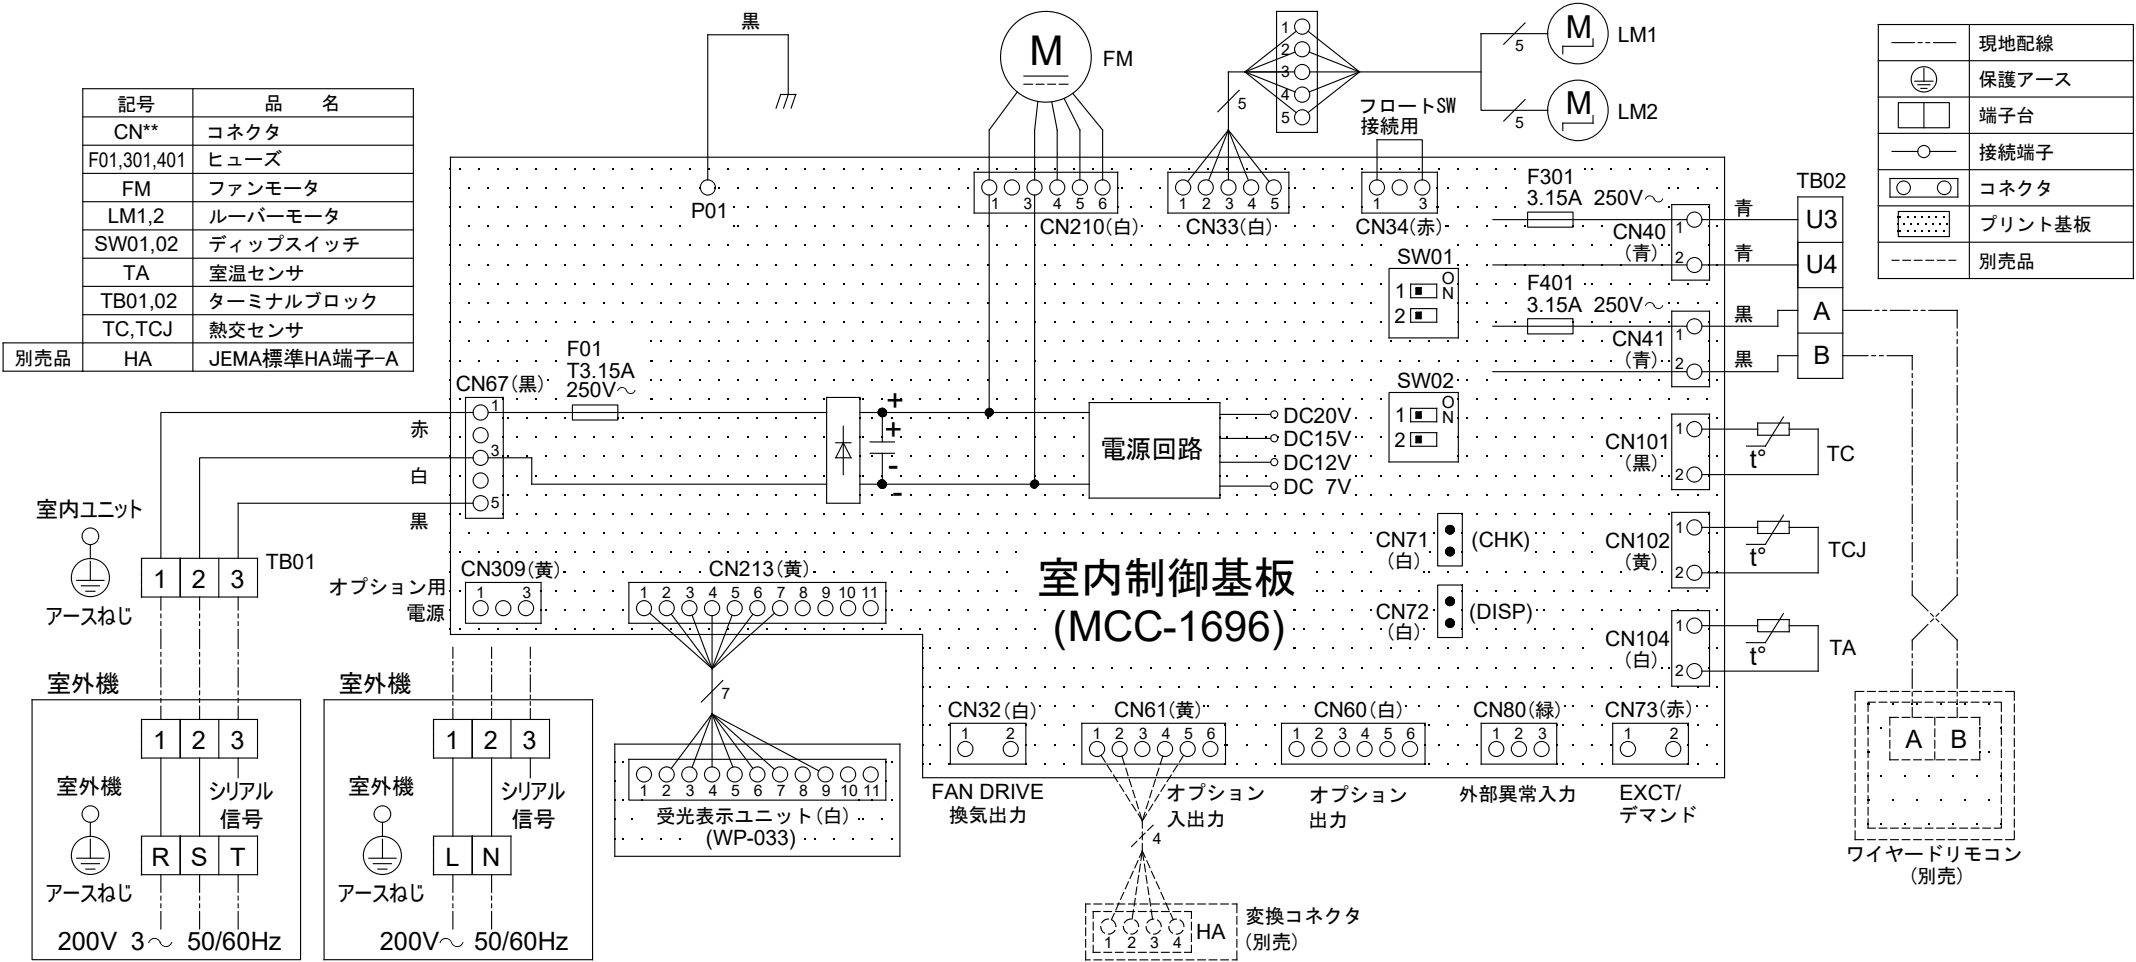 記号 品 名
CN** コネクタ
F01,301,401 ヒューズ
FM ファンモータ
LM1,2 ルーバーモータ
SW01,02 ディップスイッチ
TA 室温センサ
TB01,02 ターミナルブロック
TC,TCJ 熱交センサ
別売品 HA JEMA標準HA端子-A
黒
P01
M FM
1 3 4 5 6
CN210(白)
1
2
3
4
5
5
1 2 3 4 5
CN33(白)
M LM1
5
M LM2
5
フロートSW
接続用
1 3
CN34(赤)
現地配線
保護アース
端子台
接続端子
コネクタ
プリント基板
別売品
F301
3.15A 250V～
CN40
(青)
1
2
青
青
TB02
U3
U4
A
B
F401
3.15A 250V～
CN41
(青)
1
2
黒
黒
SW01
1 ON
2
SW02
1 ON
2
F01
T3.15A
250V～
CN67(黒)
1
3
5
赤
白
黒
+
+
-
-
電源回路
DC20V
DC15V
DC12V
DC 7V
CN101
(黒)
1
2
t° TC
CN102
(黄)
1
2
t° TCJ
CN104
(白)
1
2
t° TA
CN71
(白)
(CHK)
CN72
(白)
(DISP)
室内制御基板
(MCC-1696)
室内ユニット
アースねじ
1 2 3 TB01
オプション用
電源
CN309(黄)
1 3
CN213(黄)
1 2 3 4 5 6 7 8 9 10 11
7
1 2 3 4 5 6 7 8 9 10 11
受光表示ユニット(白)
(WP-033)
室外機
1 2 3
室外機
アースねじ
シリアル
信号
R S T
200V 3～ 50/60Hz
室外機
1 2 3
室外機
アースねじ
シリアル
信号
L N
200V～ 50/60Hz
CN32(白)
1 2
FAN DRIVE
換気出力
CN61(黄)
1 2 3 4 5 6
オプション
入出力
4
1 2 3 4
HA
変換コネクタ
(別売)
CN60(白)
1 2 3 4 5 6
オプション
出力
CN80(緑)
1 2 3
外部異常入力
CN73(赤)
1 2
EXCT/
デマンド
A B
ワイヤードリモコン
(別売)